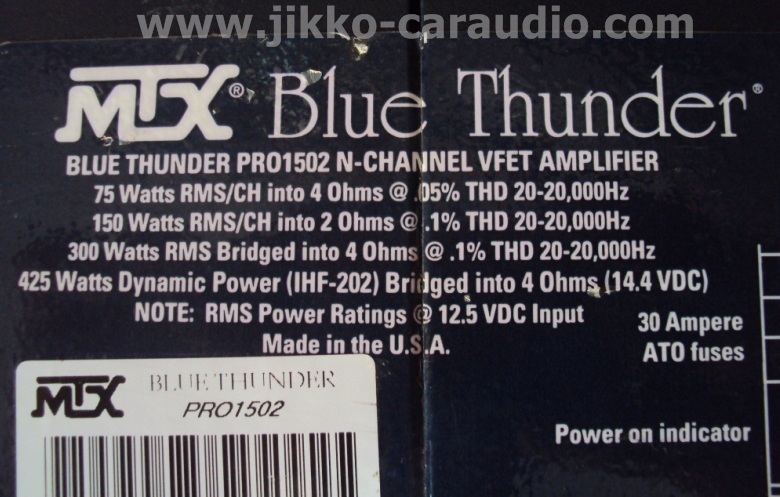 www.jikko-caraudio.com
MTX® Blue Thunder®
BLUE THUNDER PRO1502 N-CHANNEL VFET AMPLIFIER
75 Watts RMS/CH into 4 Ohms @ .05% THD 20-20,000Hz
150 Watts RMS/CH into 2 Ohms @ .1% THD 20-20,000Hz
300 Watts RMS Bridged into 4 Ohms @ .1% THD 20-20,000Hz
425 Watts Dynamic Power (IHF-202) Bridged into 4 Ohms (14.4 VDC)
NOTE: RMS Power Ratings @ 12.5 VDC Input
Made in the U.S.A.
30 Ampere
ATO fuses
MTX BLUE THUNDER
PRO1502
Power on indicator